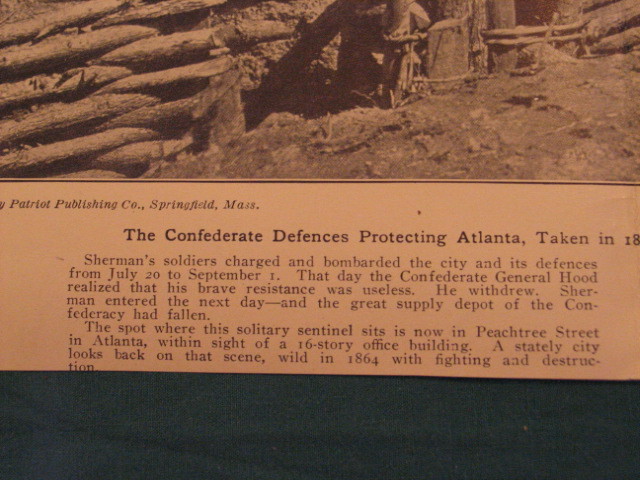 y Patriot Publishing Co., Springfield, Mass.
The Confederate Defences Protecting Atlanta, Taken in 18
Sherman's soldiers charged and bombarded the city and its defences
from July 20 to September 1. That day the Confederate General Hood
realized that his brave resistance was useless. He withdrew. Sher-
man entered the next day—and the great supply depot of the Con-
federacy had fallen.
The spot where this solitary sentinel sits is now in Peachtree Street
in Atlanta, within sight of a 16-story office building. A stately city
looks back on that scene, wild in 1864 with fighting and destruc-
tion.